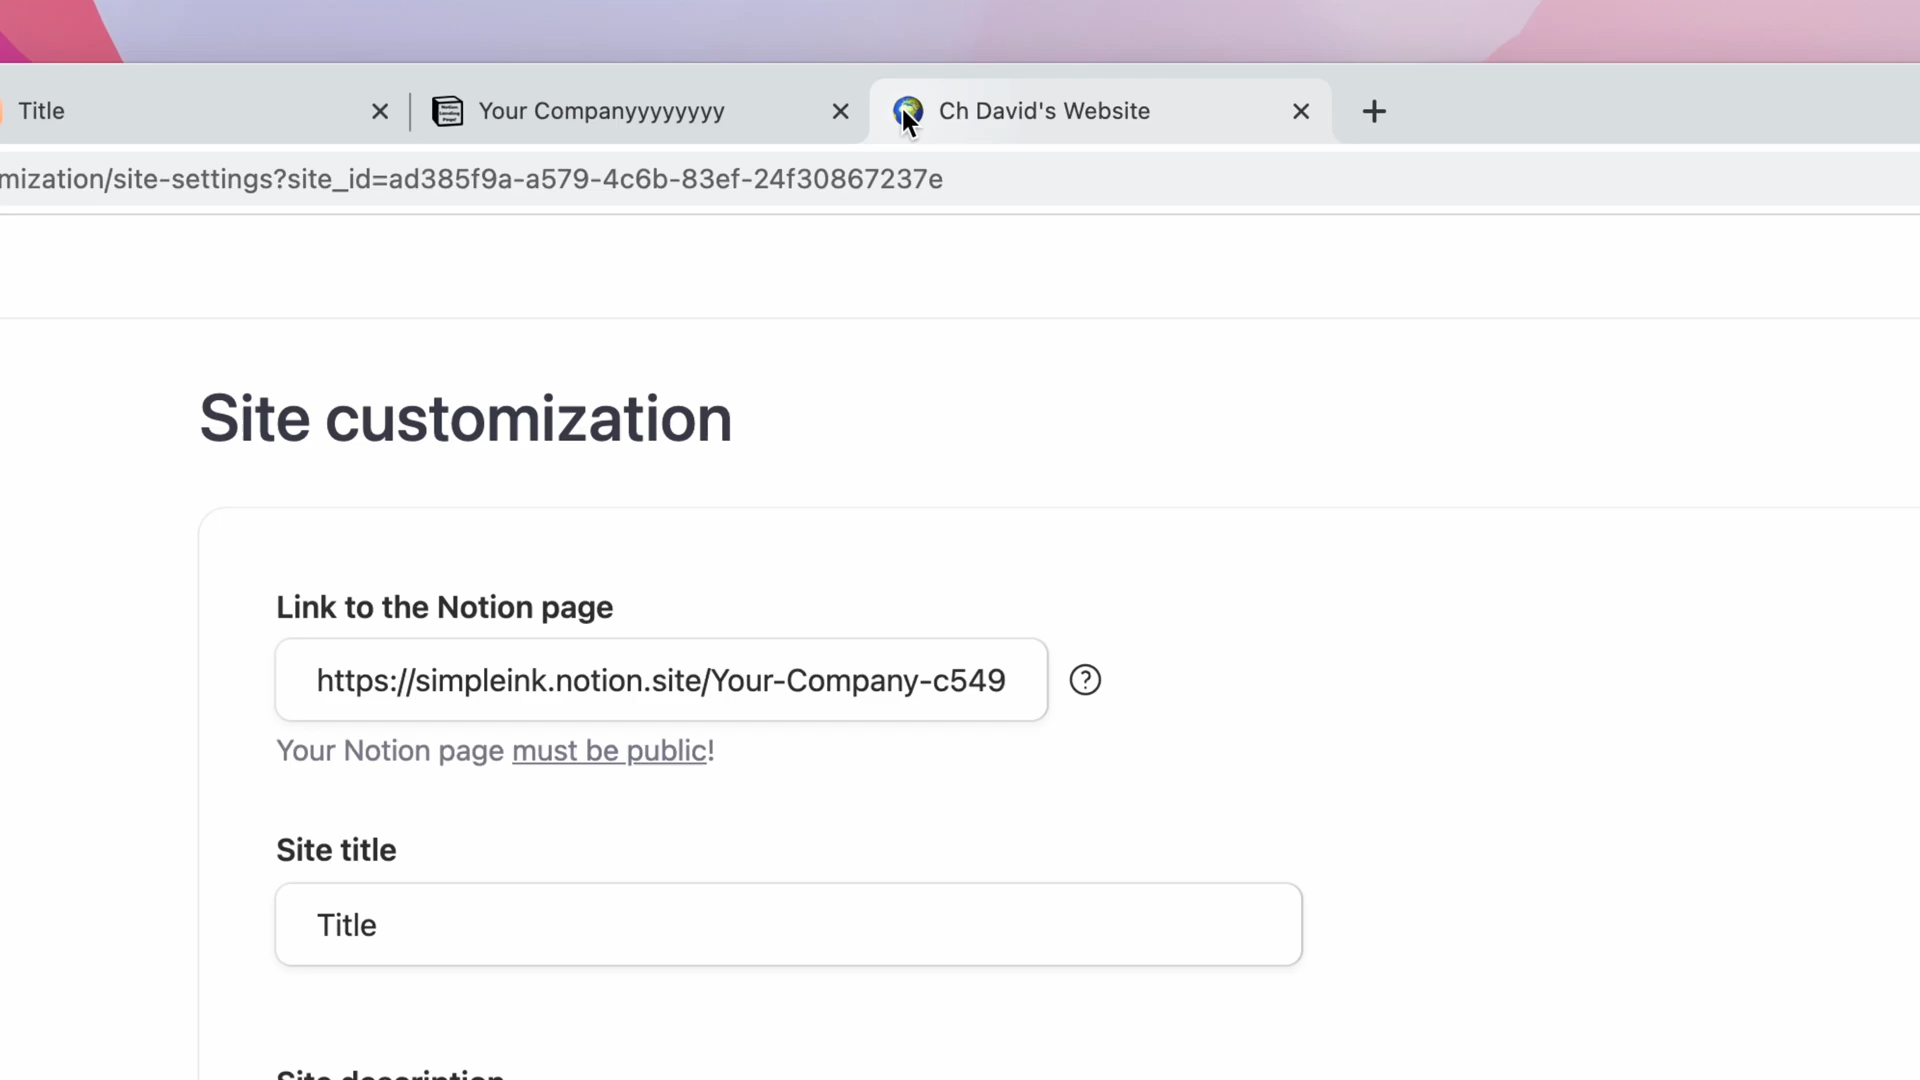 Title
Your Companyyyyyyyy
Ch David's Website
mization/site-settings?site_id=ad385f9a-a579-4c6b-83ef-24f30867237e
Site customization
Link to the Notion page
https://simpleink.notion.site/Your-Company-c549
Your Notion page must be public!
Site title
Title
Site description